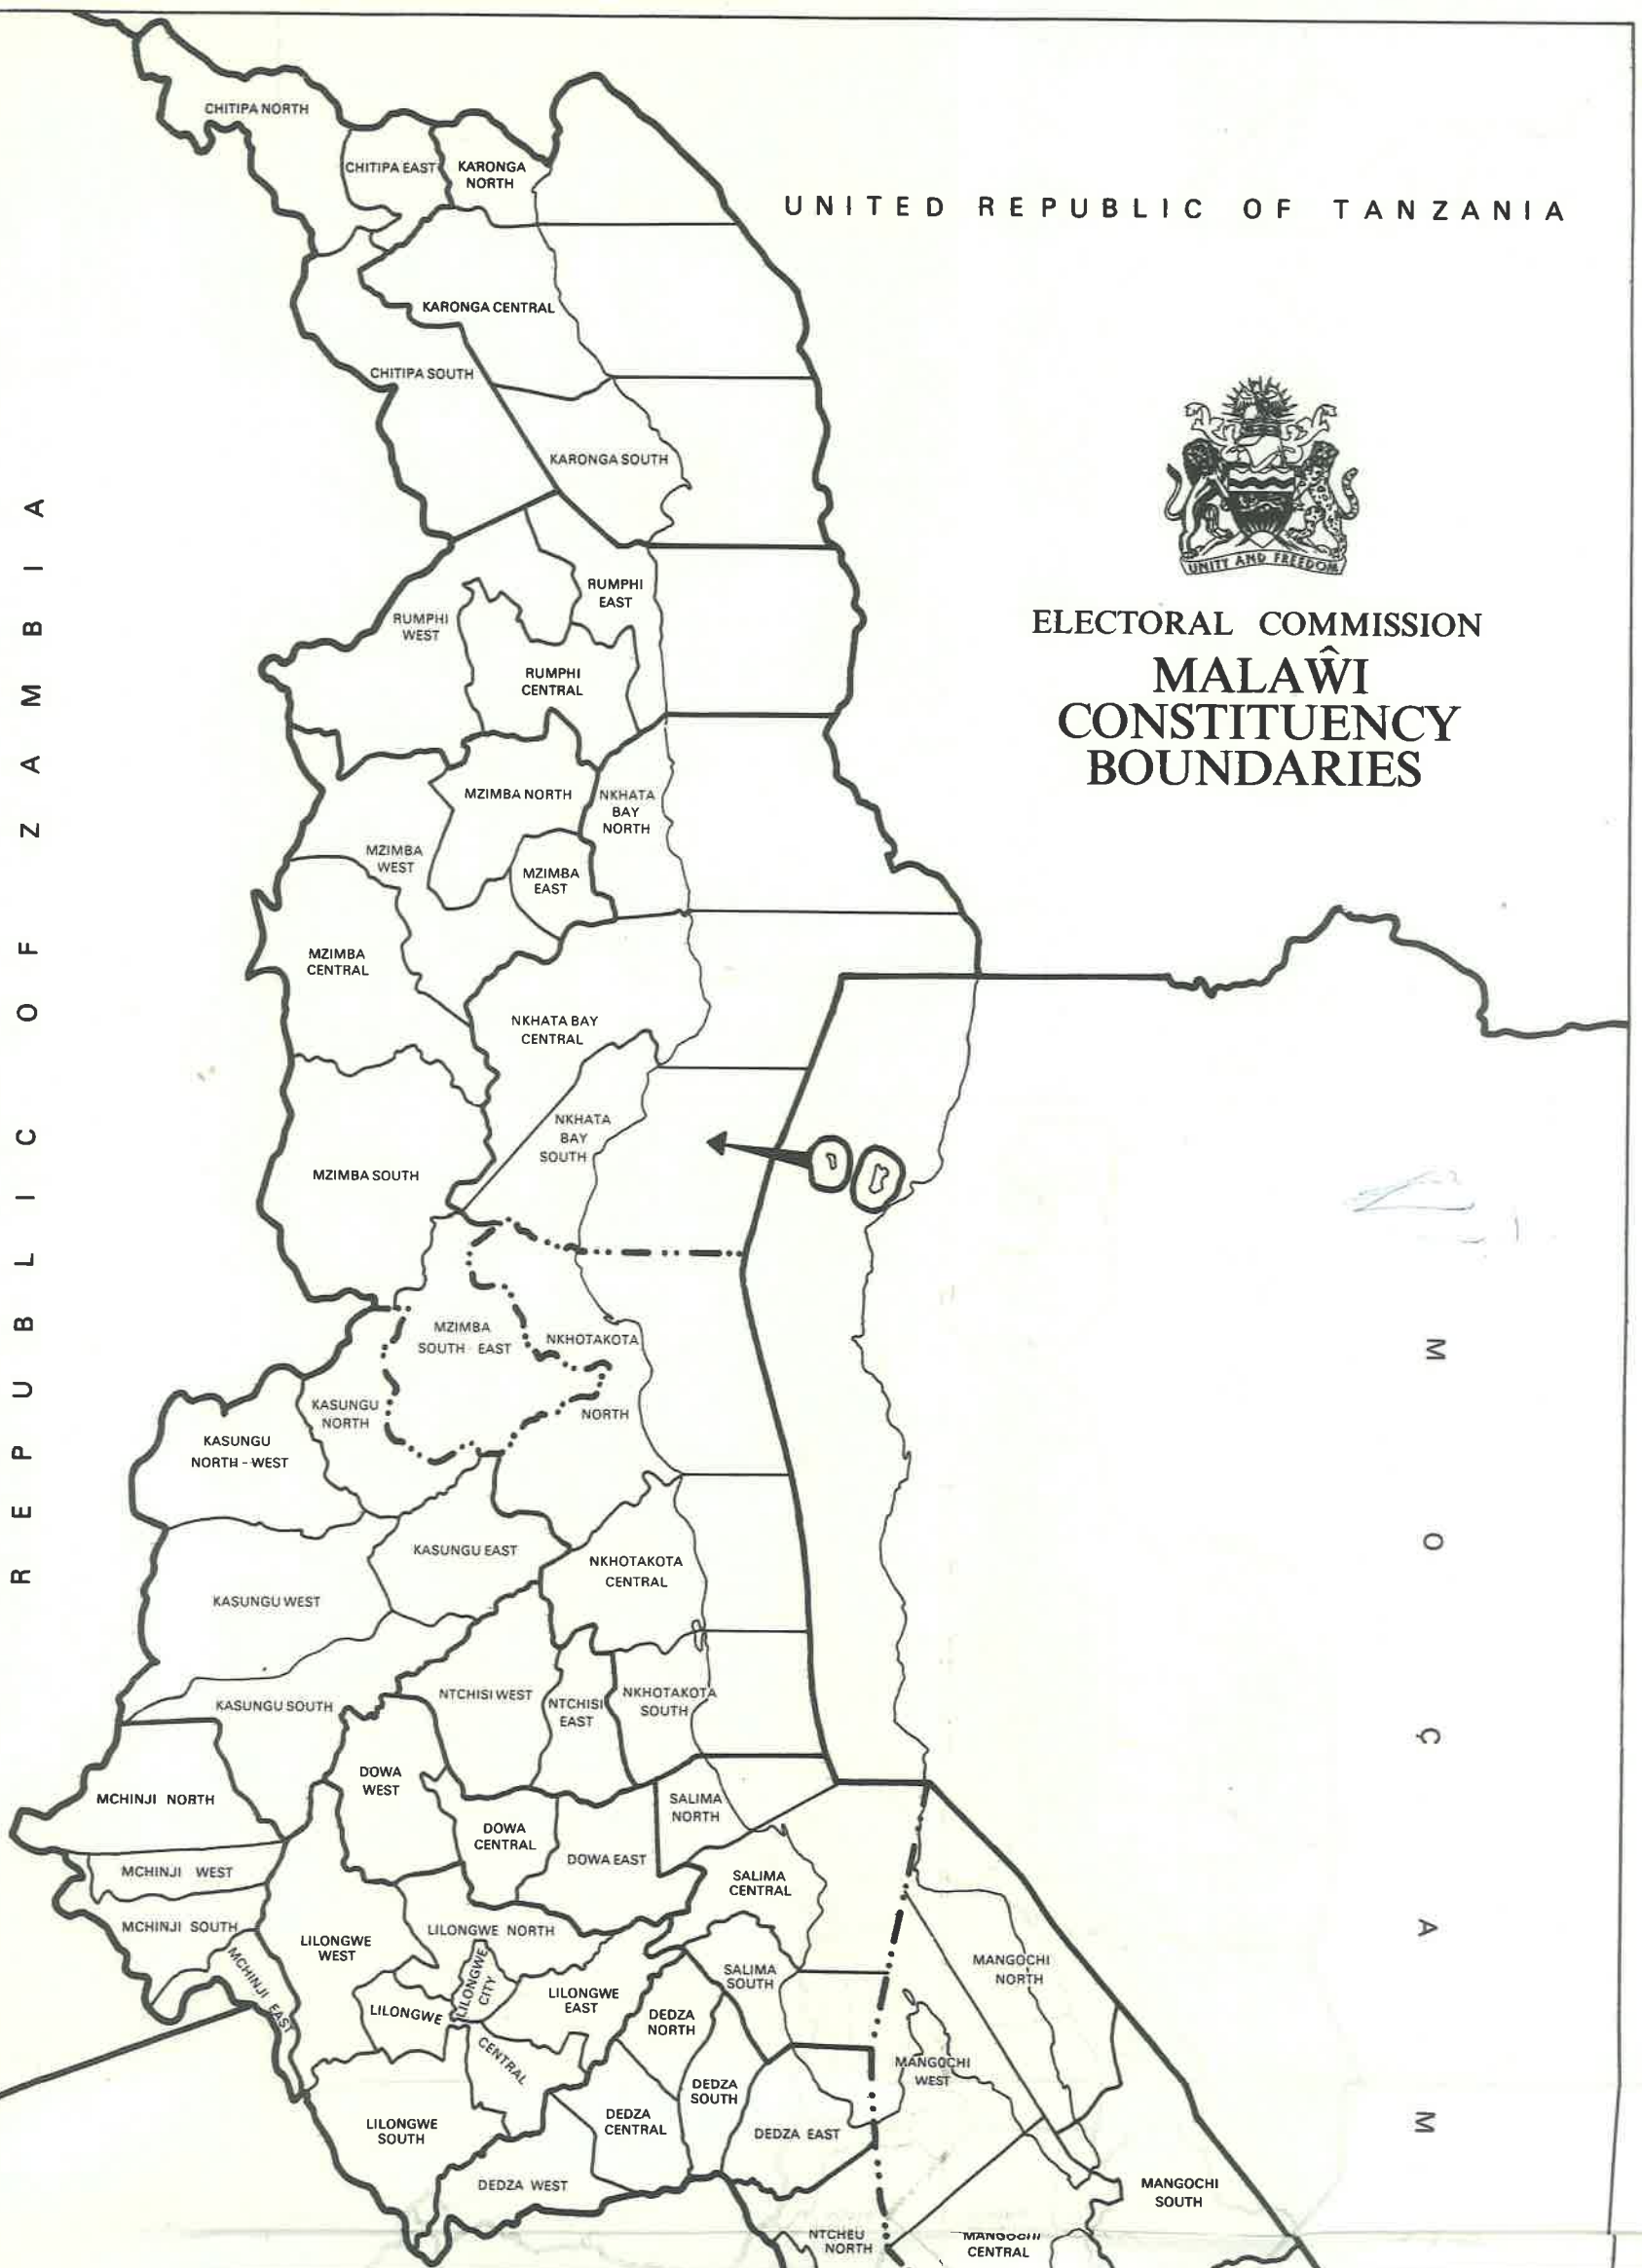 UNITED REPUBLIC OF TANZANIA
REPUBLIC OF ZAMBIA
MOÇAM
UNITY AND FREEDOM
ELECTORAL COMMISSION
MALAŴI
CONSTITUENCY
BOUNDARIES
CHITIPA NORTH
CHITIPA EAST
KARONGA
NORTH
KARONGA CENTRAL
CHITIPA SOUTH
KARONGA SOUTH
RUMPHI
EAST
RUMPHI
WEST
RUMPHI
CENTRAL
MZIMBA NORTH
NKHATA
BAY
NORTH
MZIMBA
WEST
MZIMBA
EAST
MZIMBA
CENTRAL
NKHATA BAY
CENTRAL
NKHATA
BAY
SOUTH
MZIMBA SOUTH
MZIMBA
SOUTH - EAST
NKHOTAKOTA
NORTH
KASUNGU
NORTH
KASUNGU
NORTH - WEST
KASUNGU EAST
NKHOTAKOTA
CENTRAL
KASUNGU WEST
KASUNGU SOUTH
NTCHISI WEST
NTCHISI
EAST
NKHOTAKOTA
SOUTH
DOWA
WEST
MCHINJI NORTH
SALIMA
NORTH
DOWA
CENTRAL
DOWA EAST
MCHINJI WEST
SALIMA
CENTRAL
MCHINJI SOUTH
LILONGWE NORTH
LILONGWE
WEST
MCHINJI EAST
LILONGWE
CITY
SALIMA
SOUTH
MANGOCHI
NORTH
LILONGWE
CENTRAL
LILONGWE
EAST
DEDZA
NORTH
MANGOCHI
WEST
DEDZA
SOUTH
LILONGWE
SOUTH
DEDZA
CENTRAL
DEDZA EAST
DEDZA WEST
MANGOCHI
SOUTH
NTCHEU
NORTH
MANGOCHI
CENTRAL